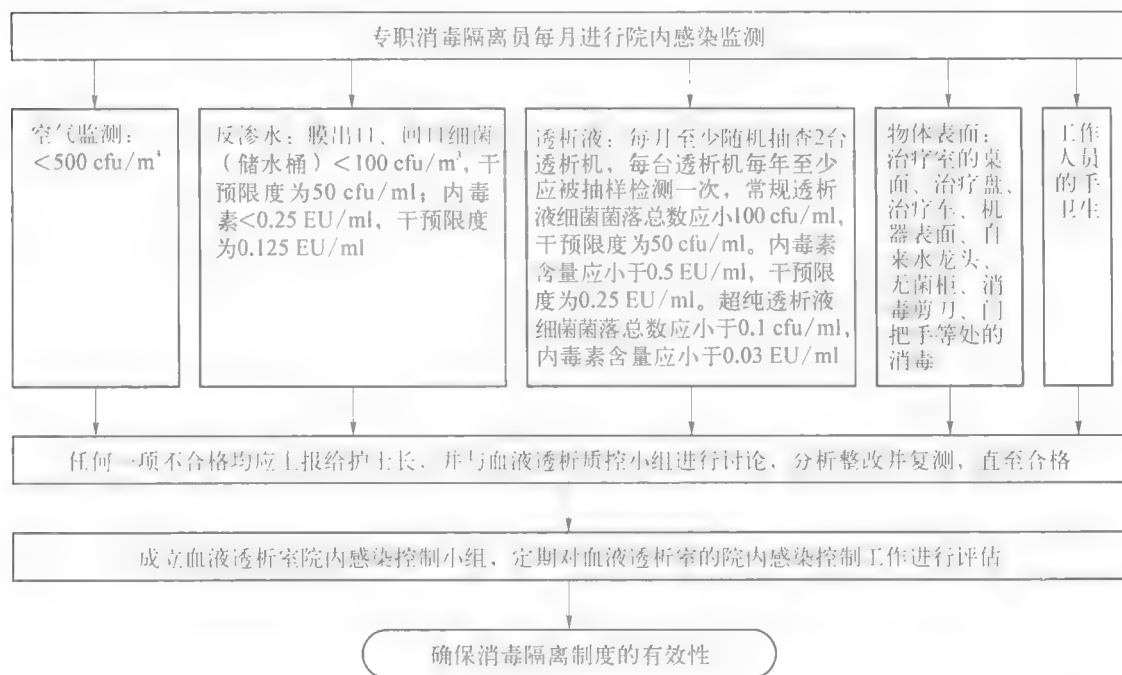 专职消毒隔离员每月进行院内感染监测
空气监测：
<500 cfu/m³
反渗水：膜出口、回口细菌
（储水桶）<100 cfu/m³，干
预限度为50 cfu/ml；内毒
素<0.25 EU/ml，干预限度
为0.125 EU/ml
透析液：每月至少随机抽查2台
透析机，每台透析机每年至少
应被抽样检测一次，常规透析
液细菌菌落总数应小100 cfu/ml，
干预限度为50 cfu/ml。内毒素
含量应小于0.5 EU/ml，干预限
度为0.25 EU/ml。超纯透析液
细菌菌落总数应小于0.1 cfu/ml，
内毒素含量应小于0.03 EU/ml
物体表面：
治疗室的桌
面、治疗盘、
治疗车、机
器表面、自
来水龙头、
无菌柜、消
毒剪刀、门
把手等处的
消毒
工作
人员
的手
卫生
任何一项不合格均应上报给护士长，并与血液透析质控小组进行讨论，分析整改并复测，直至合格
成立血液透析室院内感染控制小组，定期对血液透析室的院内感染控制工作进行评估
确保消毒隔离制度的有效性